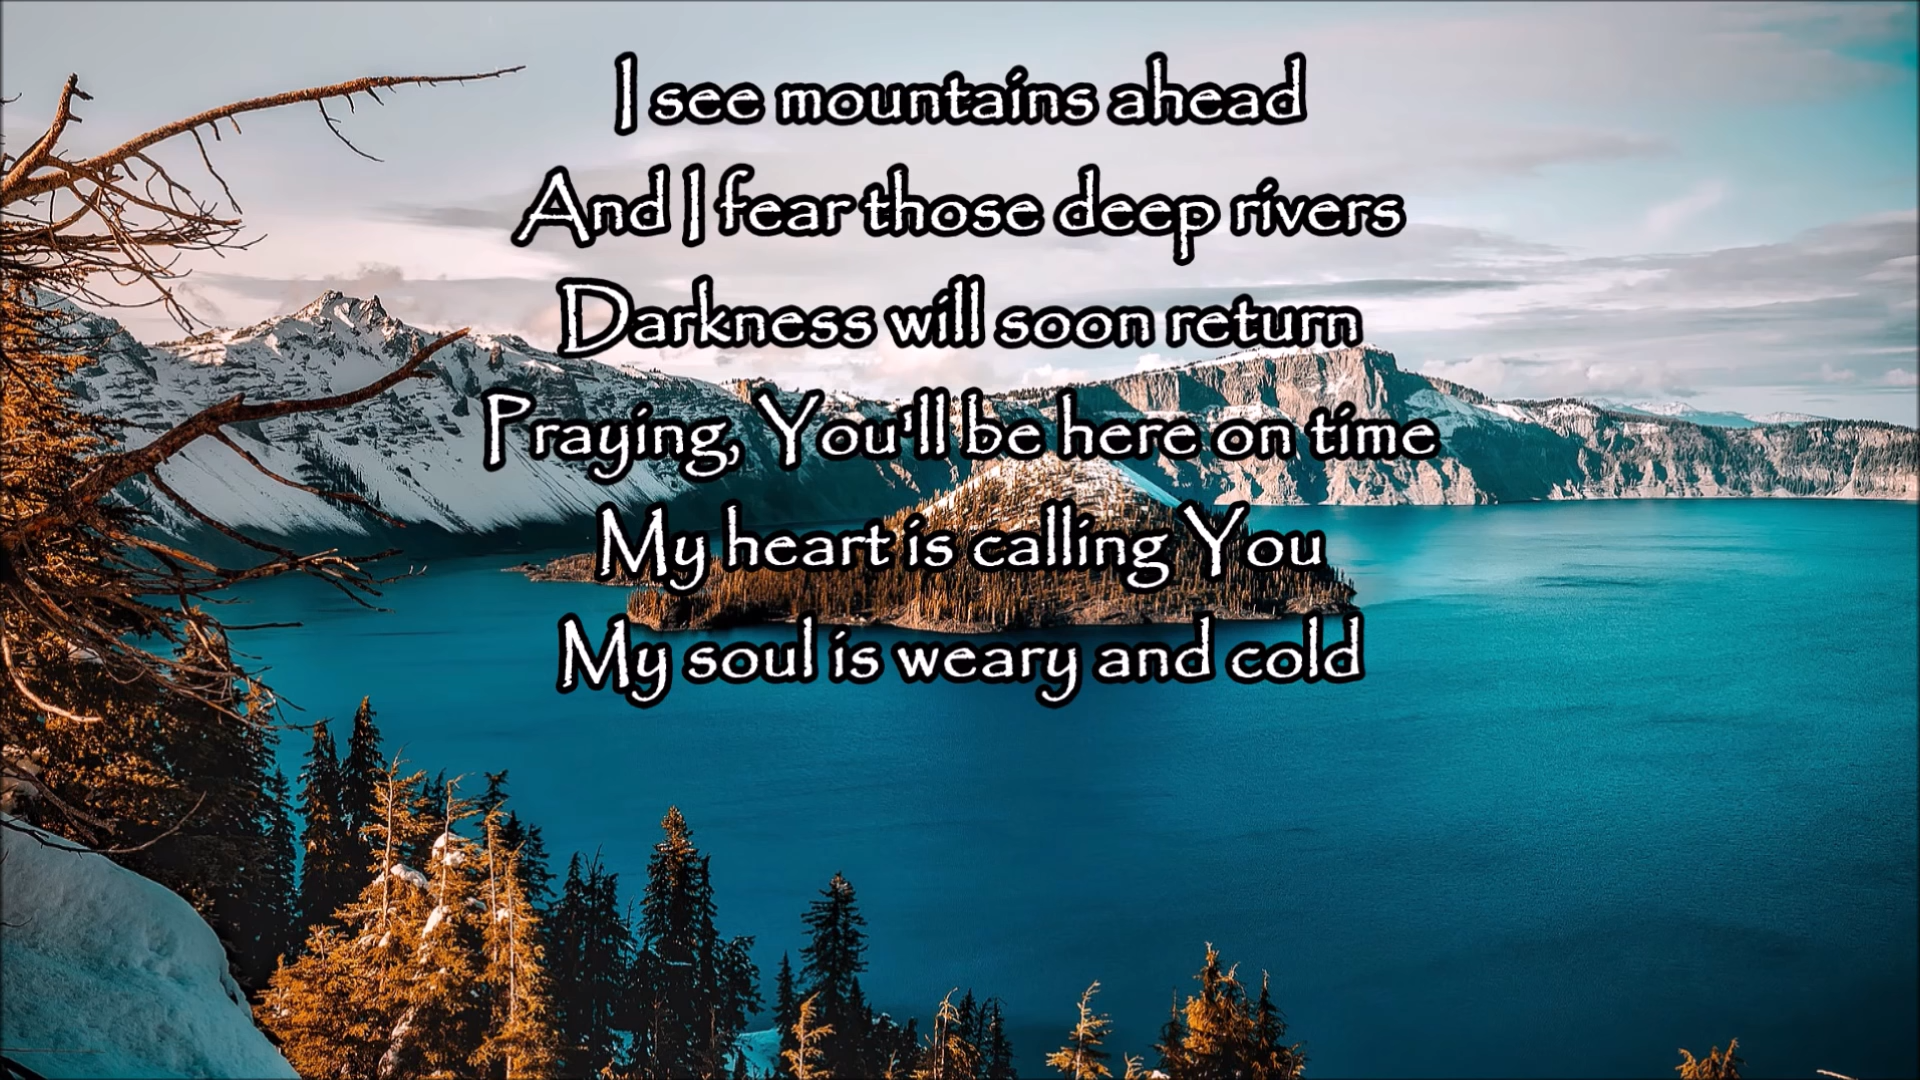 I see mountains ahead
And I fear those deep rivers
Darkness will soon return
Praying, You'll be here on time
My heart is calling You
My soul is weary and cold